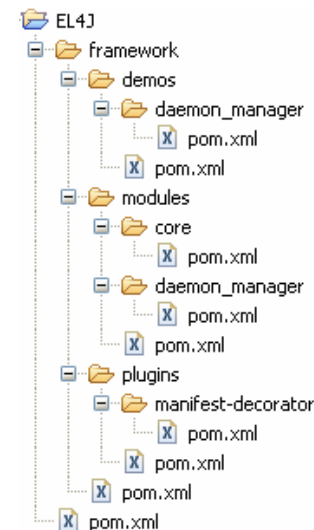 EL4J
framework
demos
daemon_manager
pom.xml
pom.xml
modules
core
pom.xml
daemon_manager
pom.xml
pom.xml
plugins
manifest-decorator
pom.xml
pom.xml
pom.xml
pom.xml